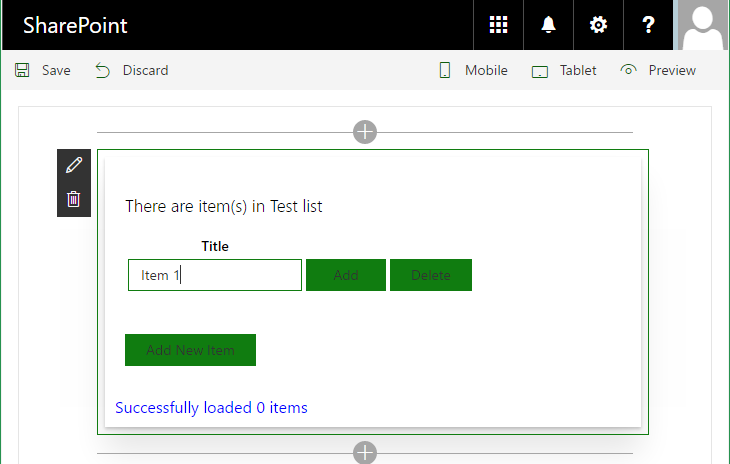 SharePoint ?
Save Discard Mobile Tablet Preview
There are item(s) in Test list
Title
Item 1 Add Delete
Add New Item
Successfully loaded 0 items